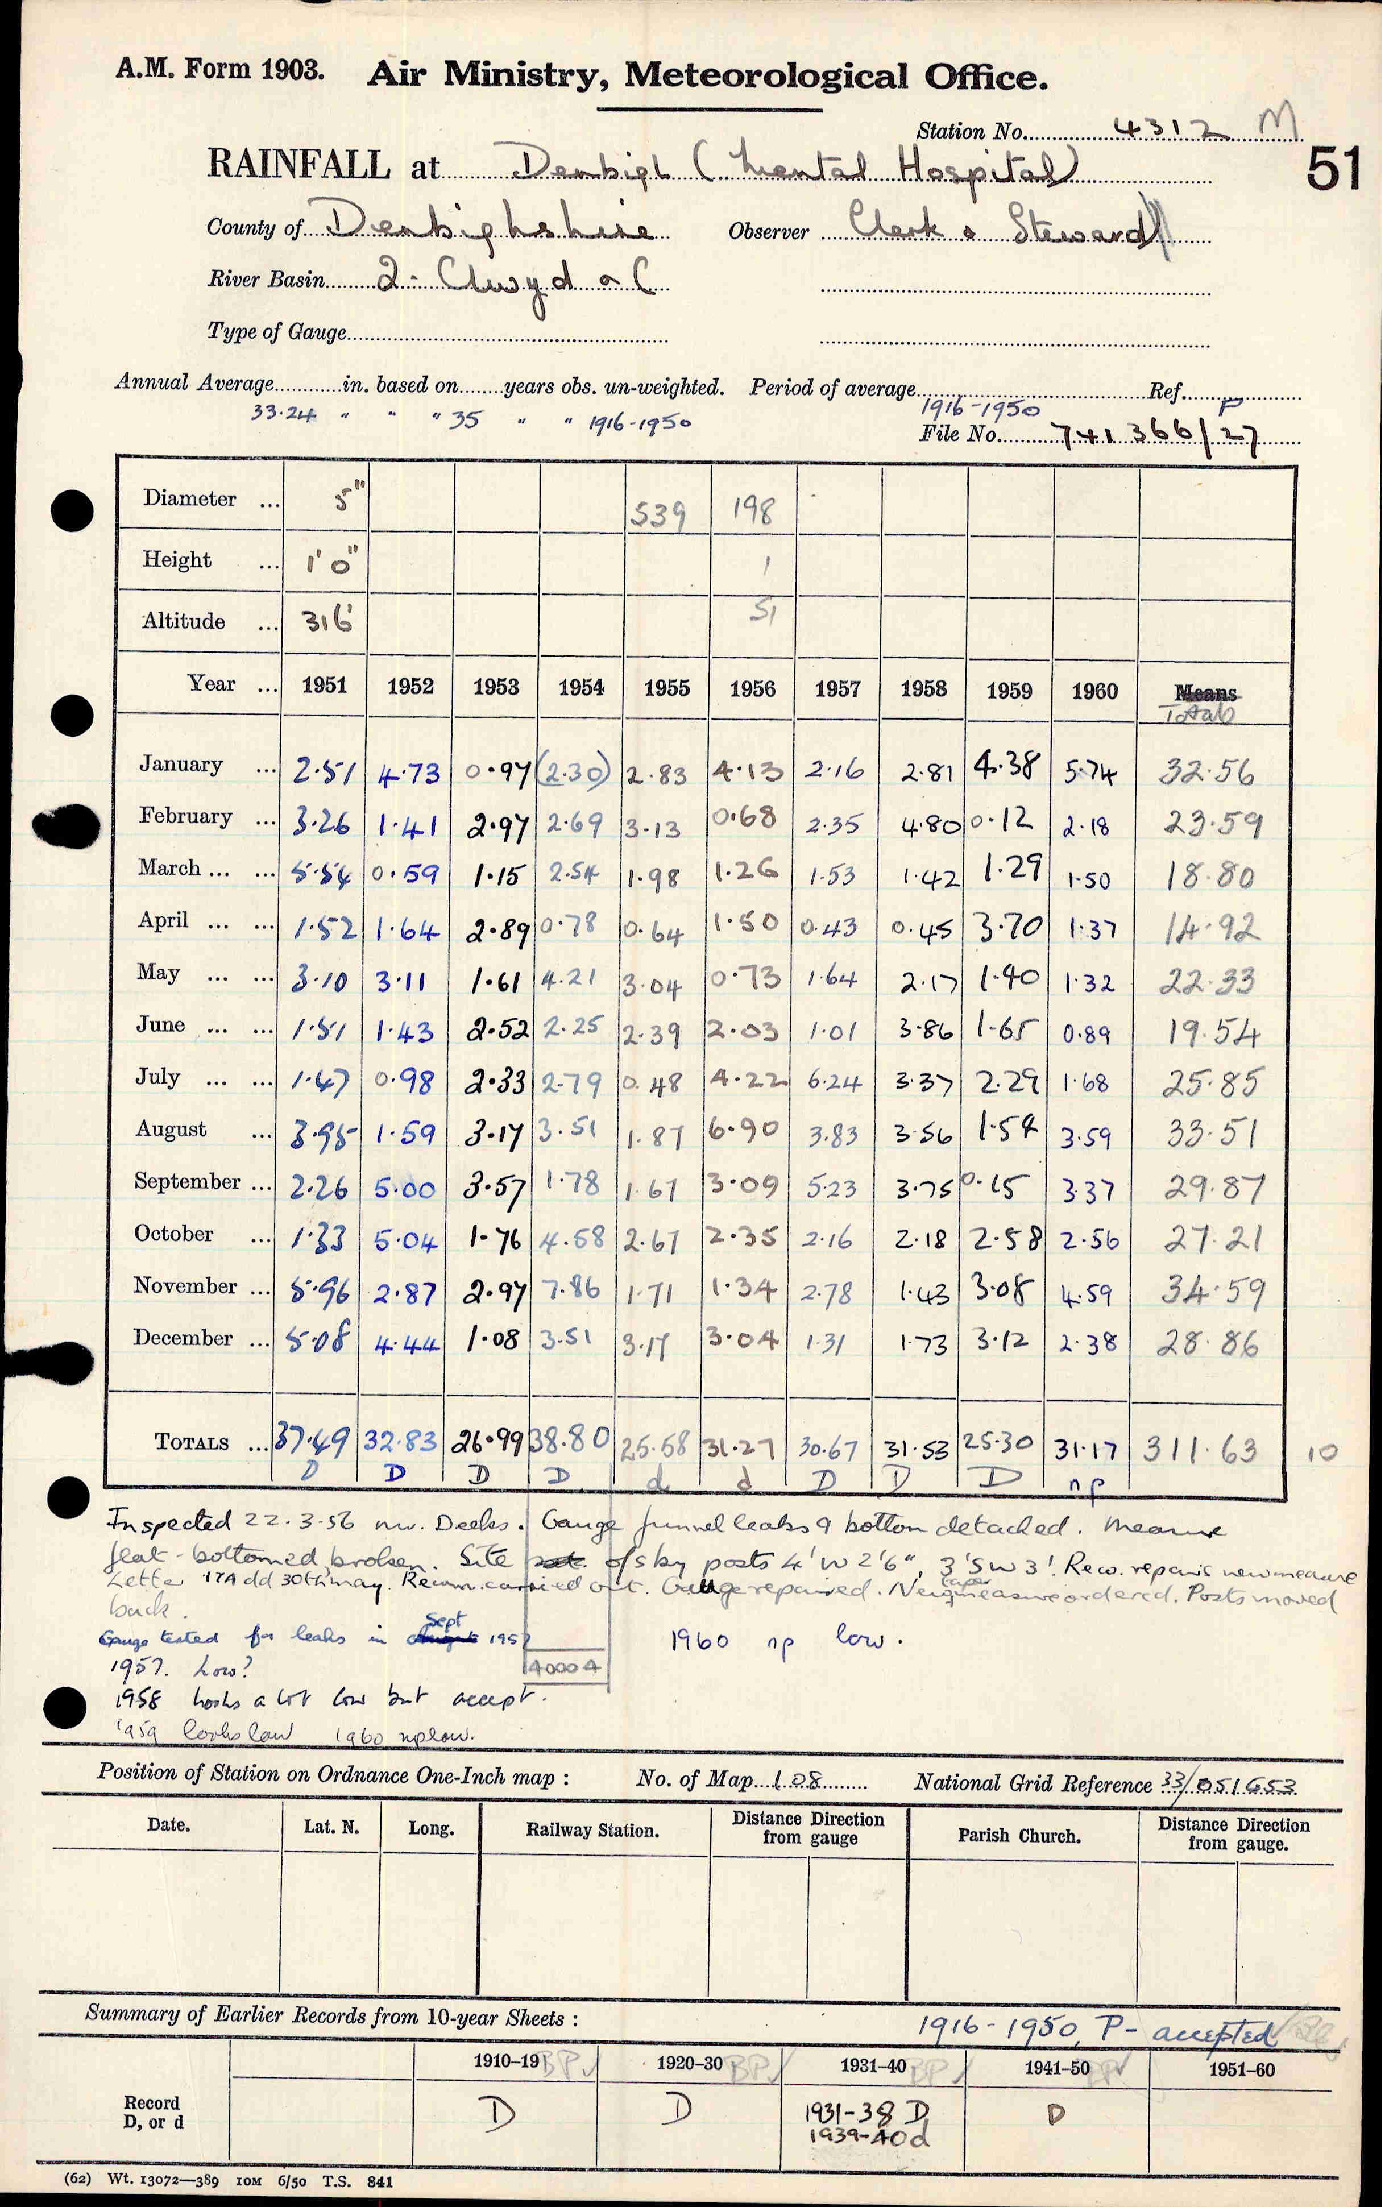 A.M. Form 1903. Air Ministry, Meteorological Office.
Station No. 4312 M
51
RAINFALL at Denbigh (Mental Hospital)
County of Denbighshire Observer Clerk & Steward
River Basin 2. Clwyd a C
Type of Gauge
Annual Average in. based on years obs. un-weighted. Period of average Ref.
33.24 " " " 35 " " 1916-1950 1916-1950 P
File No. 741366/27
Diameter ... 5" 539 198
Height ... 1' 0" 1
Altitude ... 316' 51
Year ... 1951 1952 1953 1954 1955 1956 1957 1958 1959 1960 Means
Totals
January ... 2.51 4.73 0.97 (2.30) 2.83 4.13 2.16 2.81 4.38 5.74 32.56
February ... 3.26 1.41 2.97 2.69 3.13 0.68 2.35 4.80 0.12 2.18 23.59
March ... ... 5.54 0.59 1.15 2.54 1.98 1.26 1.53 1.42 1.29 1.50 18.80
April ... ... 1.52 1.64 2.89 0.78 0.64 1.50 0.43 0.45 3.70 1.37 14.92
May ... ... 3.10 3.11 1.61 4.21 3.04 0.73 1.64 2.17 1.40 1.32 22.33
June ... ... 1.51 1.43 2.52 2.25 2.39 2.03 1.01 3.86 1.65 0.89 19.54
July ... ... 1.47 0.98 2.33 2.79 0.48 4.22 6.24 3.37 2.29 1.68 25.85
August ... 3.95 1.59 3.17 3.51 1.87 6.90 3.83 3.56 1.54 3.59 33.51
September ... 2.26 5.00 3.57 1.78 1.67 3.09 5.23 3.75 0.15 3.37 29.87
October ... 1.33 5.04 1.76 4.58 2.67 2.35 2.16 2.18 2.58 2.56 27.21
November ... 5.96 2.87 2.97 7.86 1.71 1.34 2.78 1.43 3.08 4.59 34.59
December ... 5.08 4.44 1.08 3.51 3.17 3.04 1.31 1.73 3.12 2.38 28.86
TOTALS ... 37.49 32.83 26.99 38.80 25.58 31.27 30.67 31.53 25.30 31.17 311.63 10
D D D D d d D D D np
Inspected 22.3.56 Deeks. Gauge funnel leaks & bottom detached. Measure
flat-bottomed, broken. Site posts 4' W 2'6", 3' SW 3'. Rec. repairs new measure
Letter dd 30th May. Recom. carried out. Gauge repaired. New taper measure ordered. Posts moved
back.
Gauge tested for leaks in Sept 1957 1960 np low.
1957. Low? 40004
1958 looks a bit low but accept.
1959 looks low 1960 np low.
Position of Station on Ordnance One-Inch map : No. of Map 108 National Grid Reference 33/051653
Date. Lat. N. Long. Railway Station. Distance Direction from gauge Parish Church. Distance Direction from gauge.
Summary of Earlier Records from 10-year Sheets : 1916-1950, P- accepted
1910-19 BP✓ 1920-30 BP✓ 1931-40 BP✓ 1941-50 BP✓ 1951-60
Record
D, or d D D 1931-38 D D
1939-40 d
(62) Wt. 13072—389 10M 6/50 T.S. 841